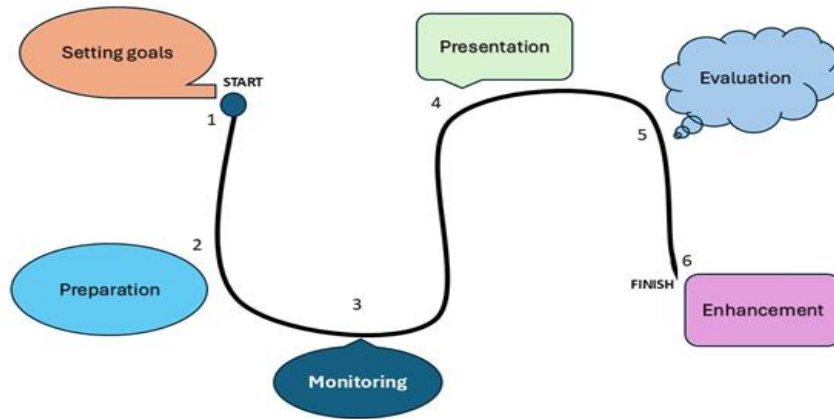 Setting goals
START
1
2
Preparation
3
Monitoring
Presentation
4
Evaluation
5
6
FINISH
Enhancement